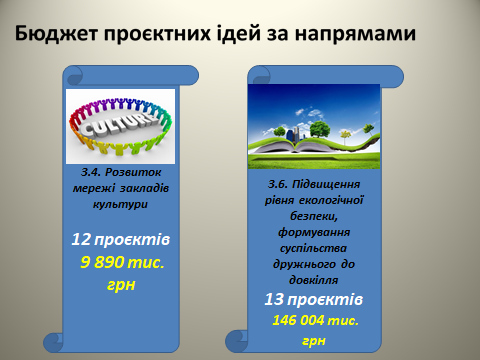 Бюджет проєктних ідей за напрямами
CULTURE
3.4. Розвиток
мережі закладів
культури
12 проєктів
9 890 тис.
грн
3.6. Підвищення
рівня екологічної
безпеки,
формування
суспільства
дружнього до
довкілля
13 проєктів
146 004 тис.
грн